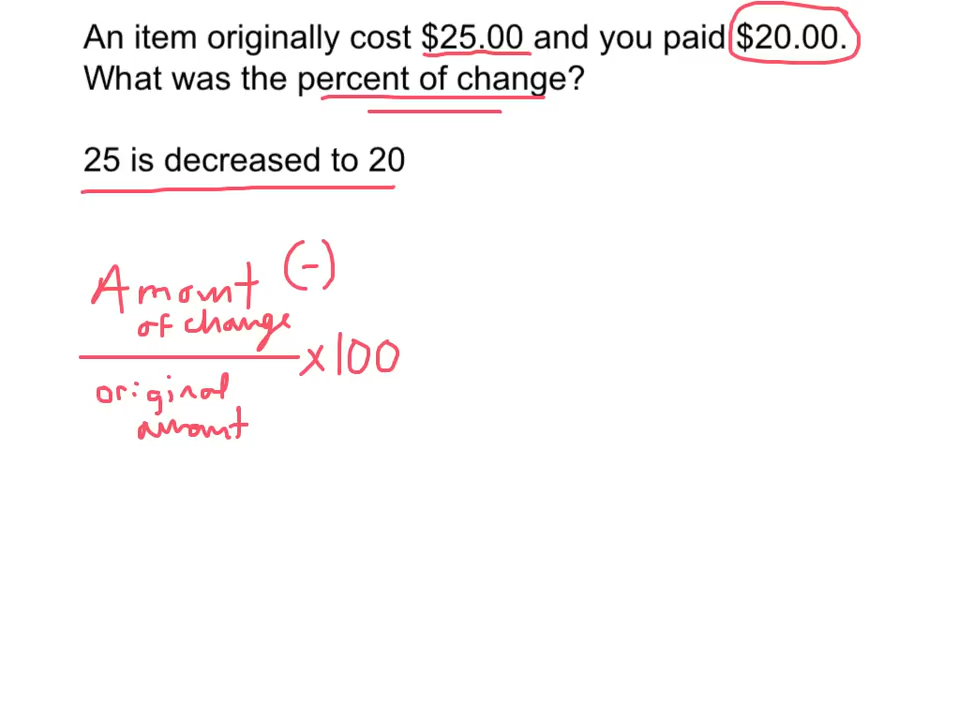 An item originally cost $25.00 and you paid $20.00.
What was the percent of change?
25 is decreased to 20
Amount (-)
of change
x100
original
amount